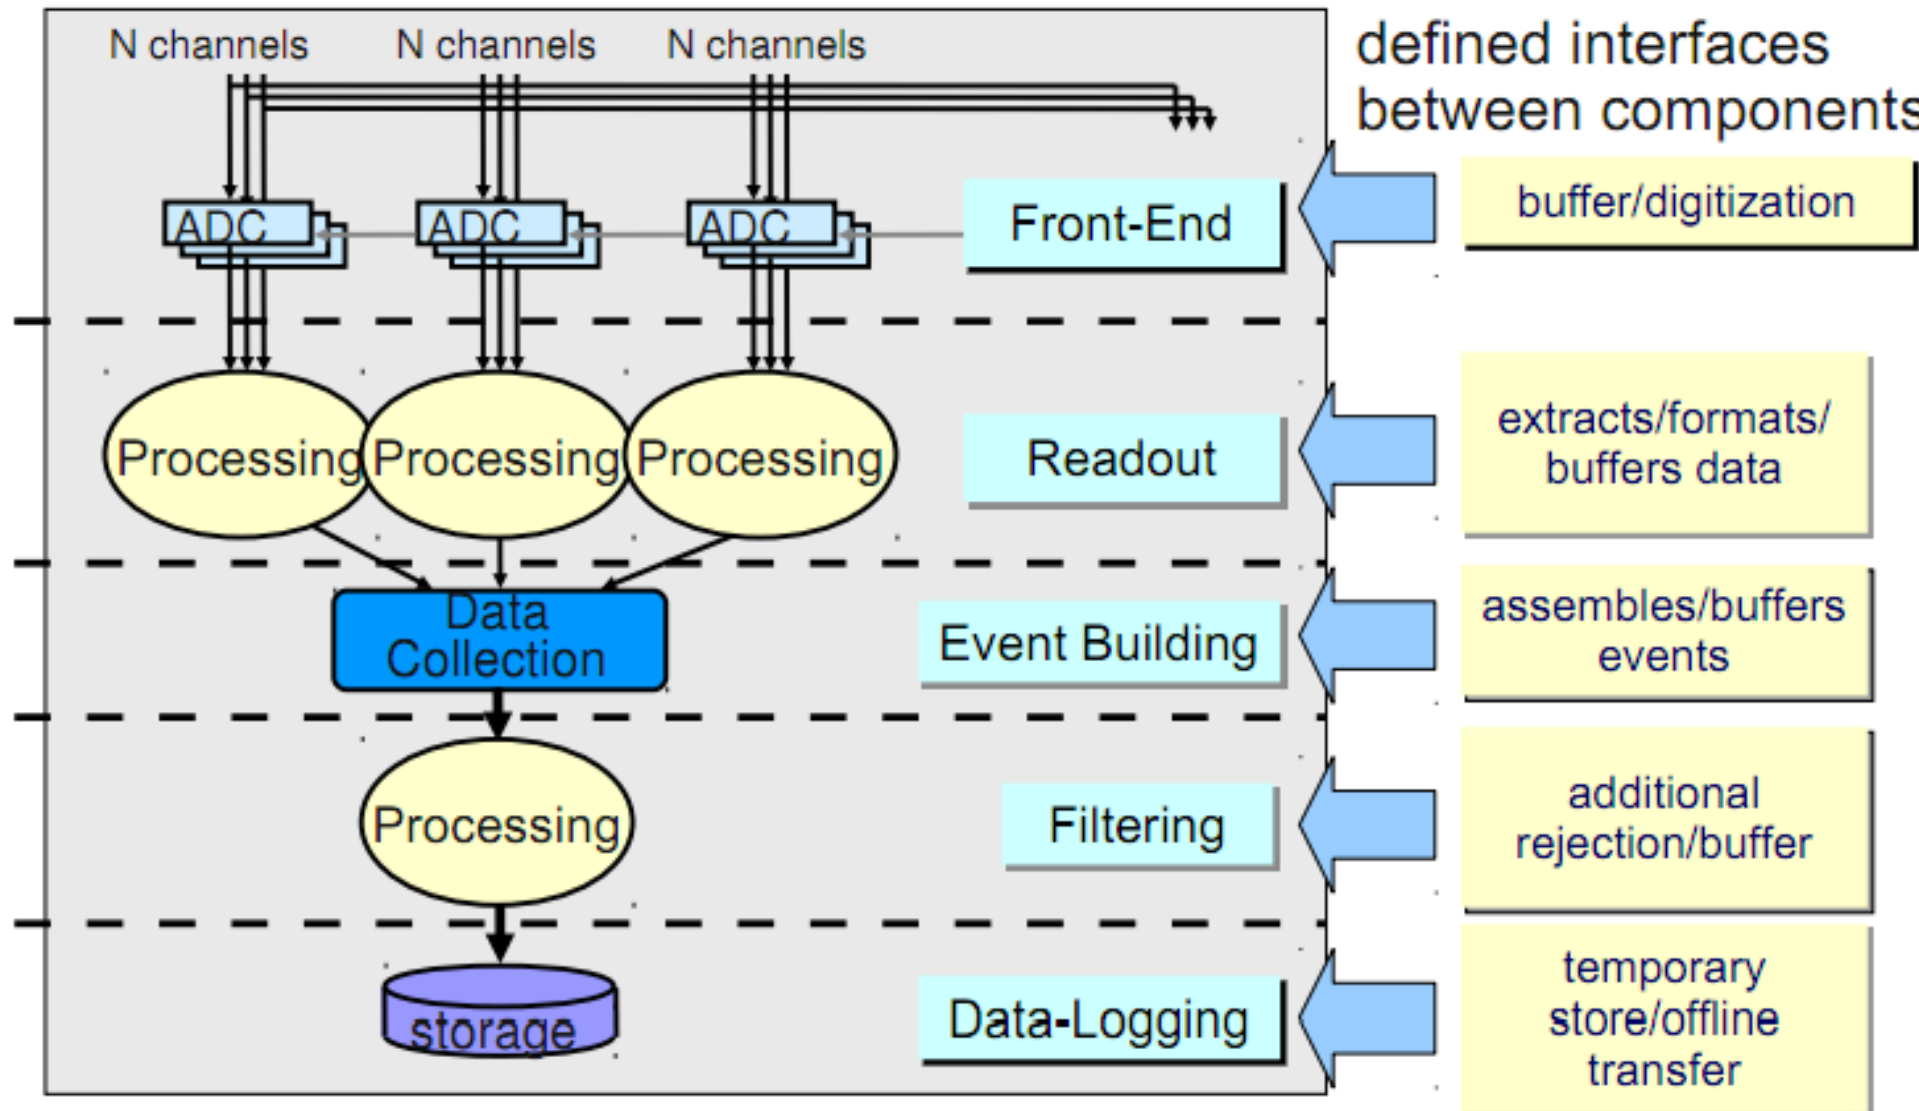 N channels N channels N channels
defined interfaces
between components
ADC ADC ADC
Front-End
buffer/digitization
Processing Processing Processing
Readout
extracts/formats/
buffers data
Data
Collection
Event Building
assembles/buffers
events
Processing
Filtering
additional
rejection/buffer
storage
Data-Logging
temporary
store/offline
transfer